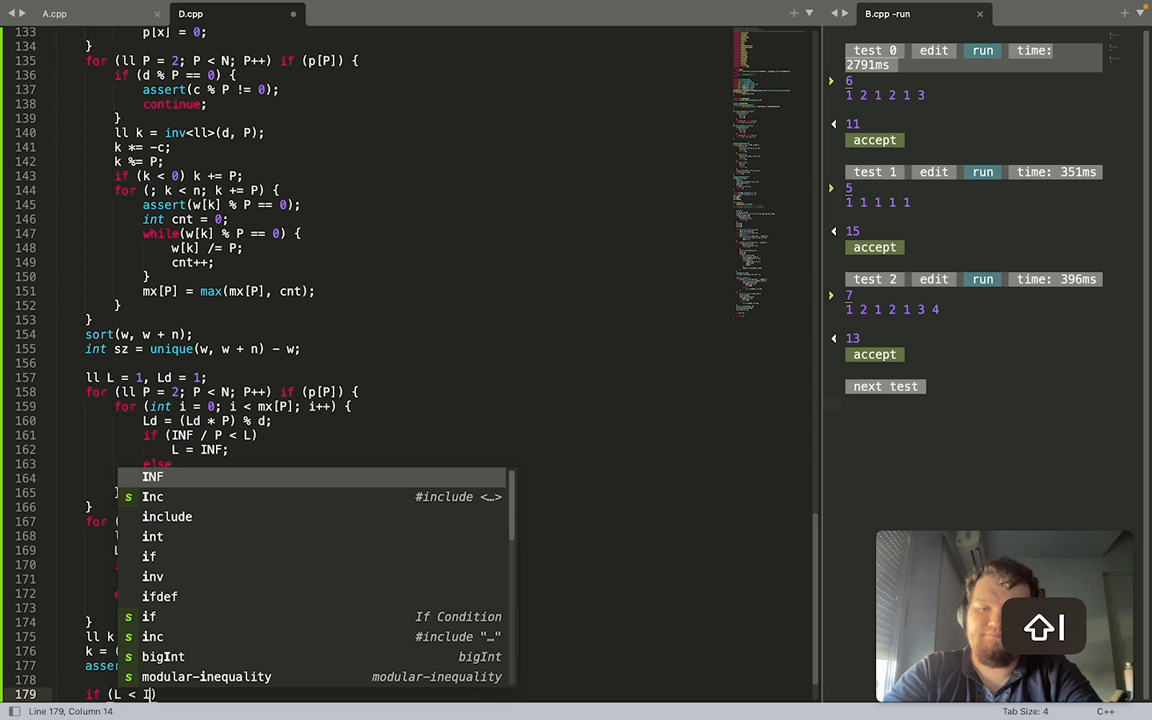 A.cpp
D.cpp
B.cpp -run
133 p[x] = 0;
134 }
135 for (ll P = 2; P < N; P++) if (p[P]) {
136 if (d % P == 0) {
137 assert(c % P != 0);
138 continue;
139 }
140 ll k = inv<ll>(d, P);
141 k *= -c;
142 k %= P;
143 if (k < 0) k += P;
144 for (; k < n; k += P) {
145 assert(w[k] % P == 0);
146 int cnt = 0;
147 while(w[k] % P == 0) {
148 w[k] /= P;
149 cnt++;
150 }
151 mx[P] = max(mx[P], cnt);
152 }
153 }
154 sort(w, w + n);
155 int sz = unique(w, w + n) - w;
156
157 ll L = 1, Ld = 1;
158 for (ll P = 2; P < N; P++) if (p[P]) {
159 for (int i = 0; i < mx[P]; i++) {
160 Ld = (Ld * P) % d;
161 if (INF / P < L)
162 L = INF;
163 else
164
165 }
166 }
167 for (
168 l
169 L
170
171
172 e
173
174 }
175 ll k
176 k = (
177 asser
178
179 if (L < I)
INF
s Inc #include <…>
include
int
if
inv
ifdef
s if If Condition
s inc #include "…"
s bigInt bigInt
s modular-inequality modular-inequality
test 0 edit run time: 2791ms
6
1 2 1 2 1 3
11
accept
test 1 edit run time: 351ms
5
1 1 1 1 1
15
accept
test 2 edit run time: 396ms
7
1 2 1 2 1 3 4
13
accept
next test
⇧I
Line 179, Column 14
Tab Size: 4
C++